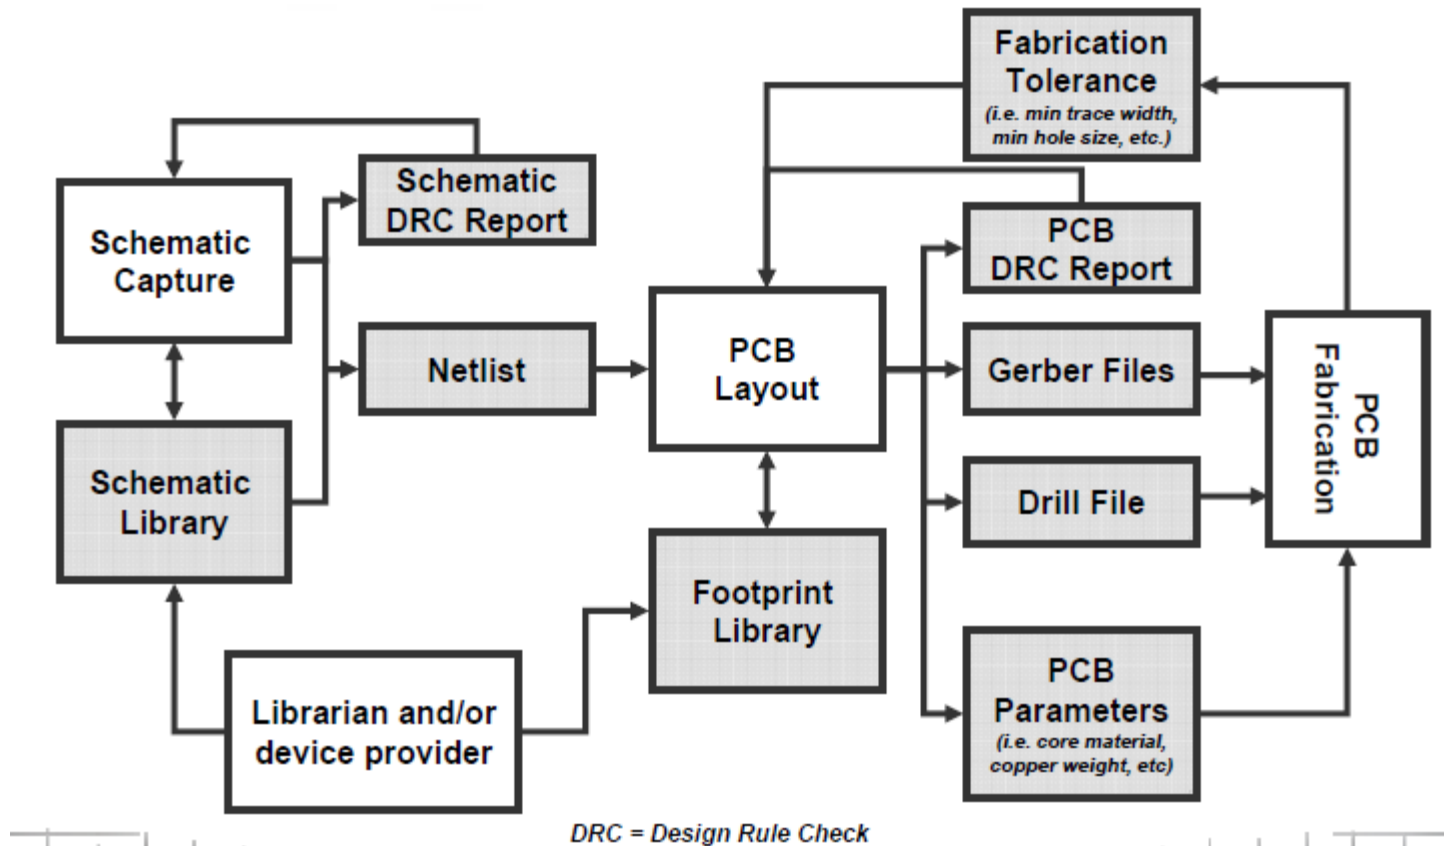 Fabrication
Tolerance
(i.e. min trace width,
min hole size, etc.)
Schematic
DRC Report
Schematic
Capture
PCB
DRC Report
Netlist
PCB
Layout
Gerber Files
PCB
Fabrication
Schematic
Library
Drill File
Footprint
Library
Librarian and/or
device provider
PCB
Parameters
(i.e. core material,
copper weight, etc)
DRC = Design Rule Check